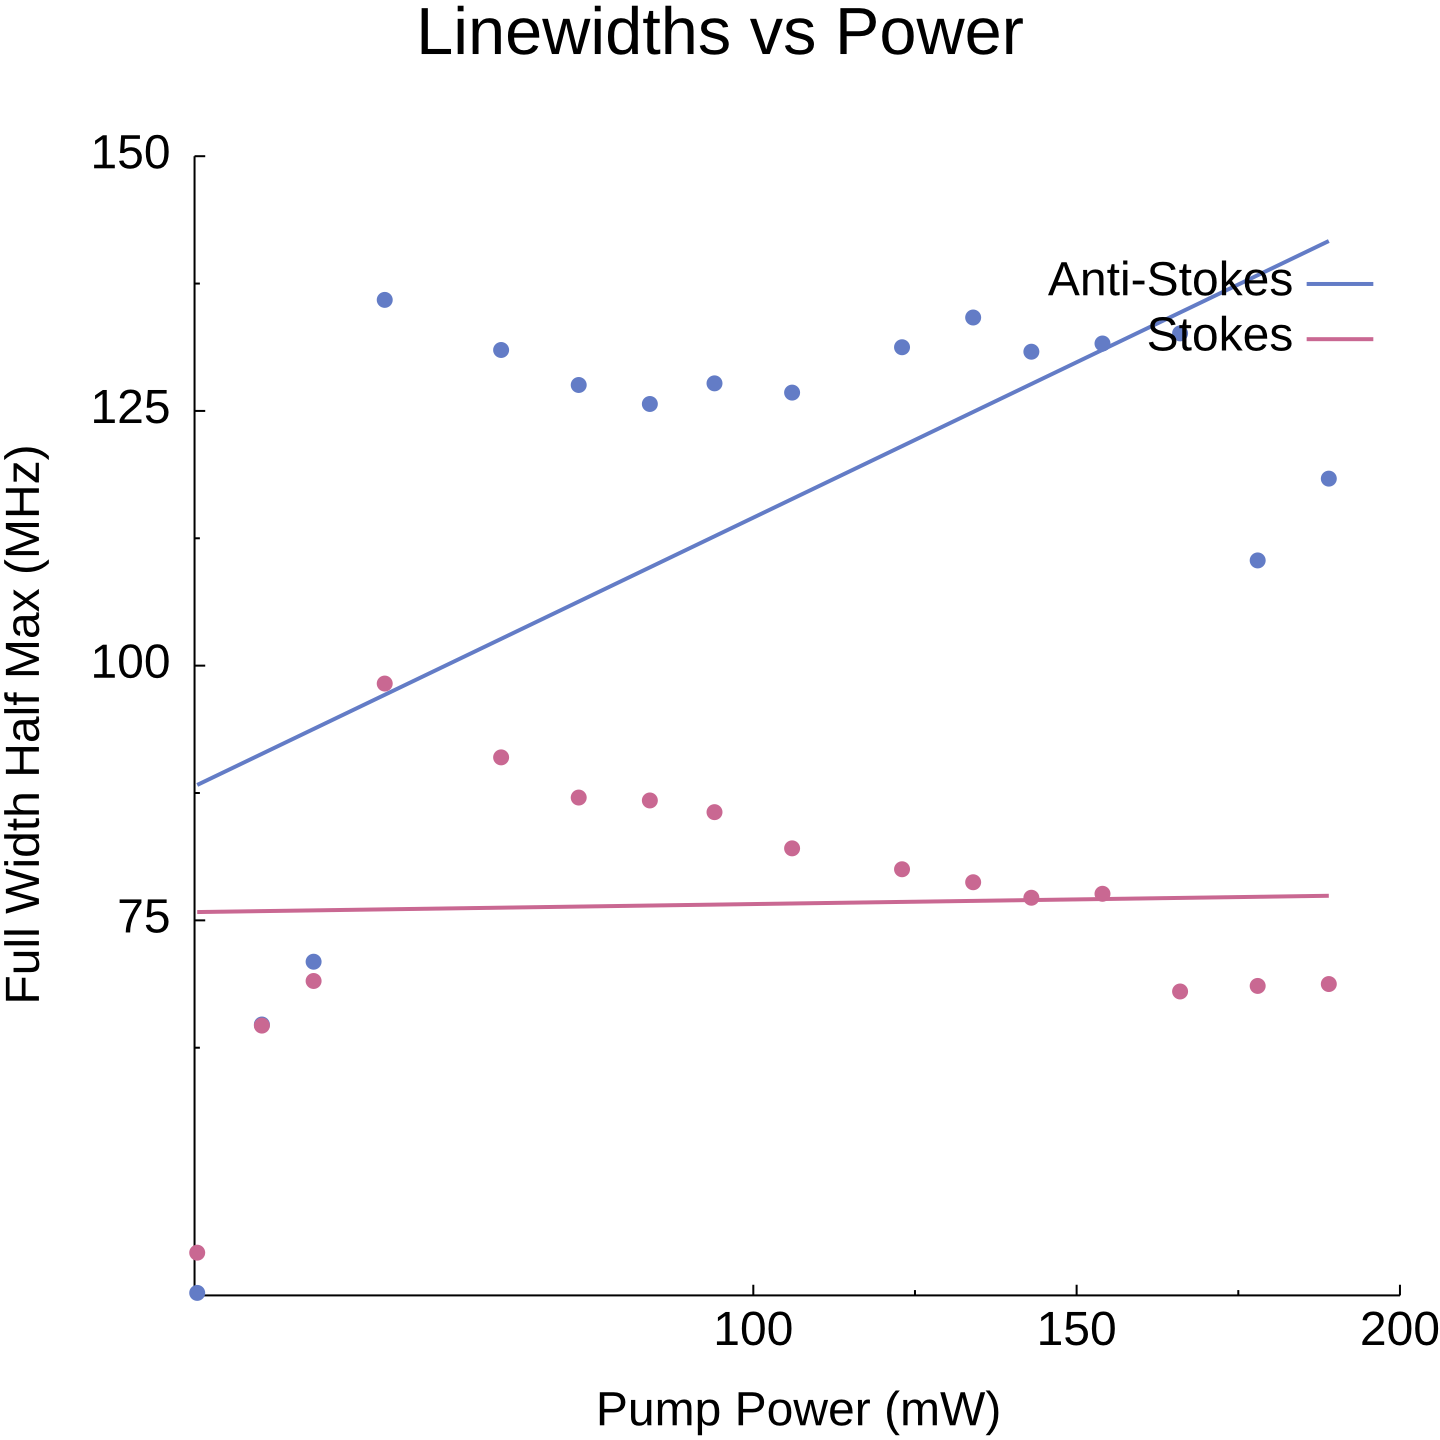 Linewidths vs Power
150
125
100
75
Full Width Half Max (MHz)
Anti-Stokes
Stokes
100
150
200
Pump Power (mW)